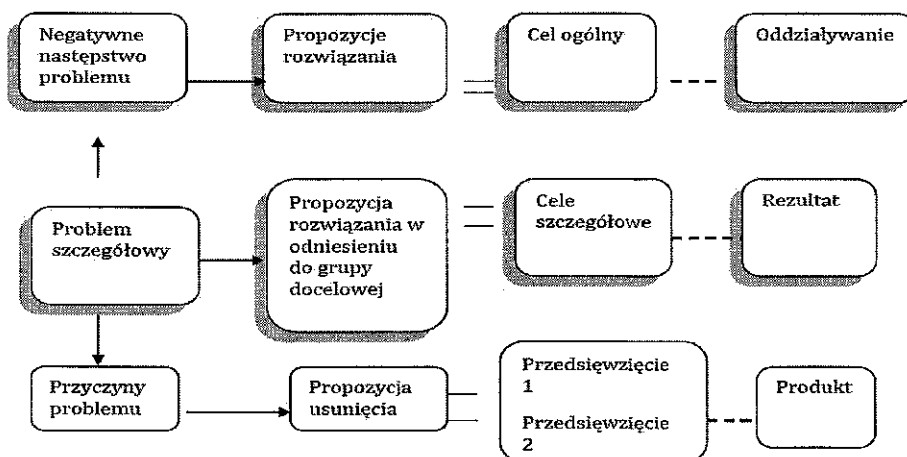 Negatywne
następstwo
problemu
Propozycje
rozwiązania
Cel ogólny
Oddziaływanie
Problem
szczegółowy
Propozycja
rozwiązania w
odniesieniu
do grupy
docelowej
Cele
szczegółowe
Rezultat
Przyczyny
problemu
Propozycja
usunięcia
Przedsięwzięcie
1
Przedsięwzięcie
2
Produkt